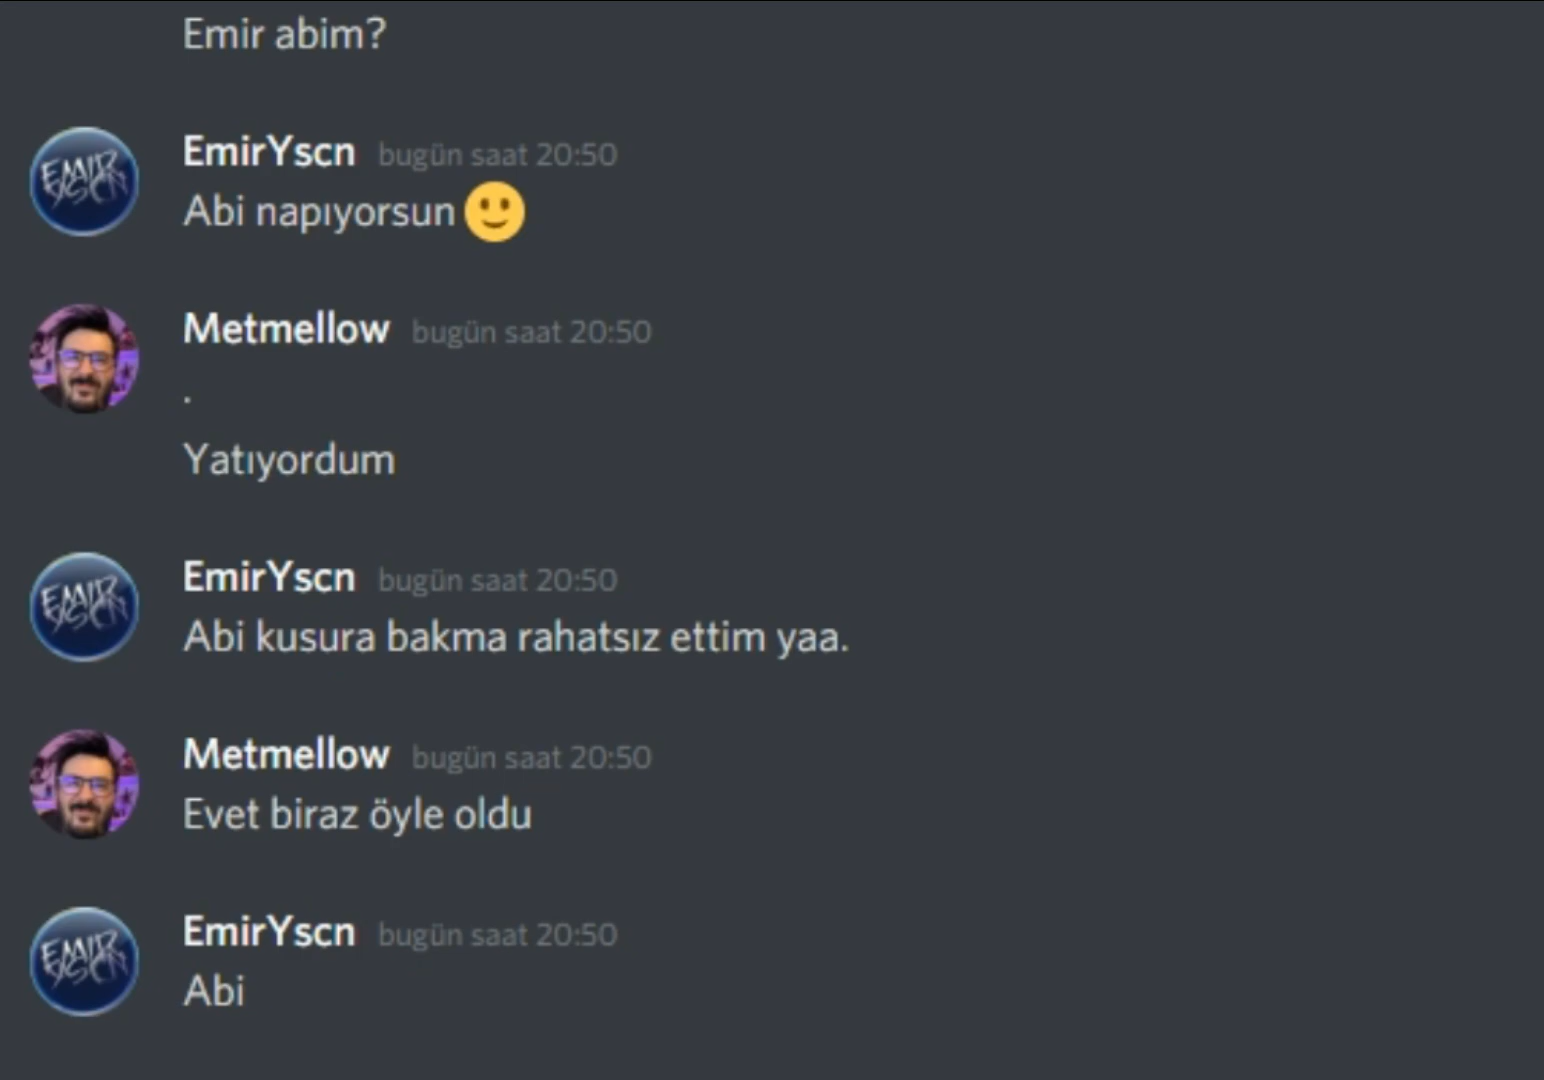 Emir abim?
EmirYscn bugün saat 20:50
Abi napıyorsun 🙂
Metmellow bugün saat 20:50
.
Yatıyordum
EmirYscn bugün saat 20:50
Abi kusura bakma rahatsız ettim yaa.
Metmellow bugün saat 20:50
Evet biraz öyle oldu
EmirYscn bugün saat 20:50
Abi